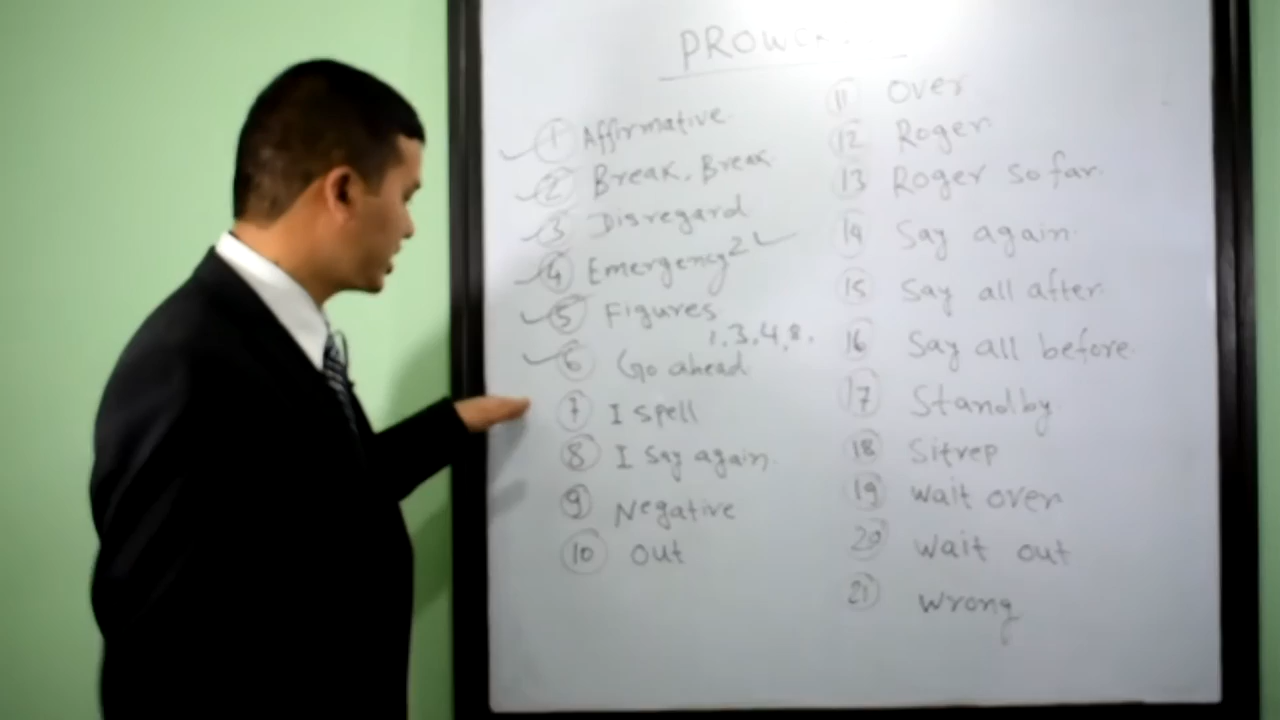 PROWO
1 Affirmative
2 Break, Break
3 Disregard
4 Emergency 2
5 Figures
1.3.4.8.
6 Go ahead
7 I spell
8 I say again
9 Negative
10 out
11 Over
12 Roger
13 Roger so far
14 Say again
15 Say all after
16 Say all before
17 Standby
18 Sitrep
19 wait over
20 wait out
21 wrong